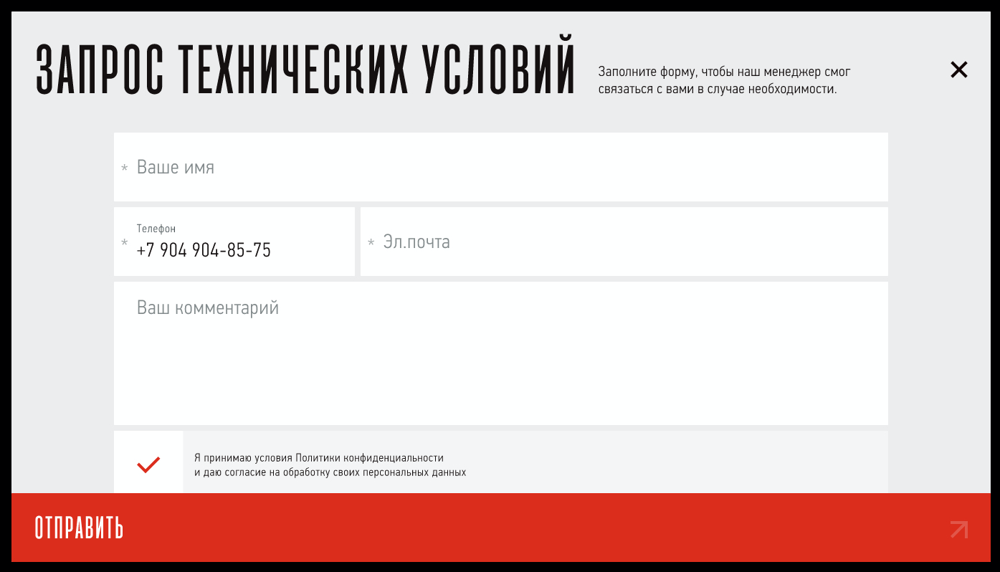 ЗАПРОС ТЕХНИЧЕСКИХ УСЛОВИЙ
Заполните форму, чтобы наш менеджер смог
связаться с вами в случае необходимости.
* Ваше имя
Телефон
* +7 904 904-85-75
* Эл.почта
Ваш комментарий
Я принимаю условия Политики конфиденциальности
и даю согласие на обработку своих персональных данных
ОТПРАВИТЬ